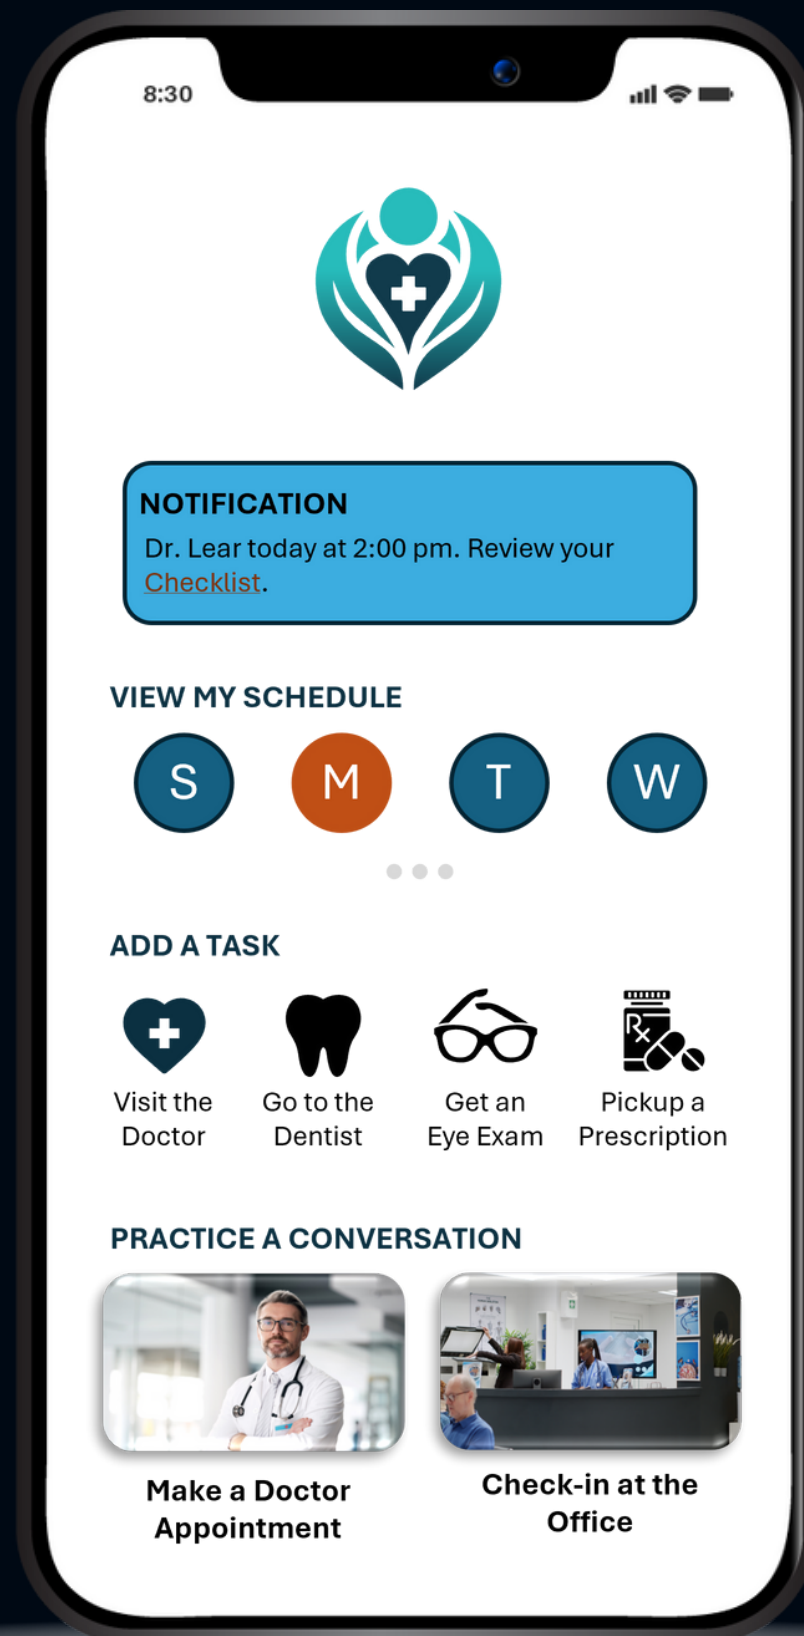 8:30
NOTIFICATION
Dr. Lear today at 2:00 pm. Review your
Checklist.
VIEW MY SCHEDULE
S M T W
ADD A TASK
Visit the Doctor
Go to the Dentist
Get an Eye Exam
Pickup a Prescription
Rx
PRACTICE A CONVERSATION
Make a Doctor
Appointment
Check-in at the
Office